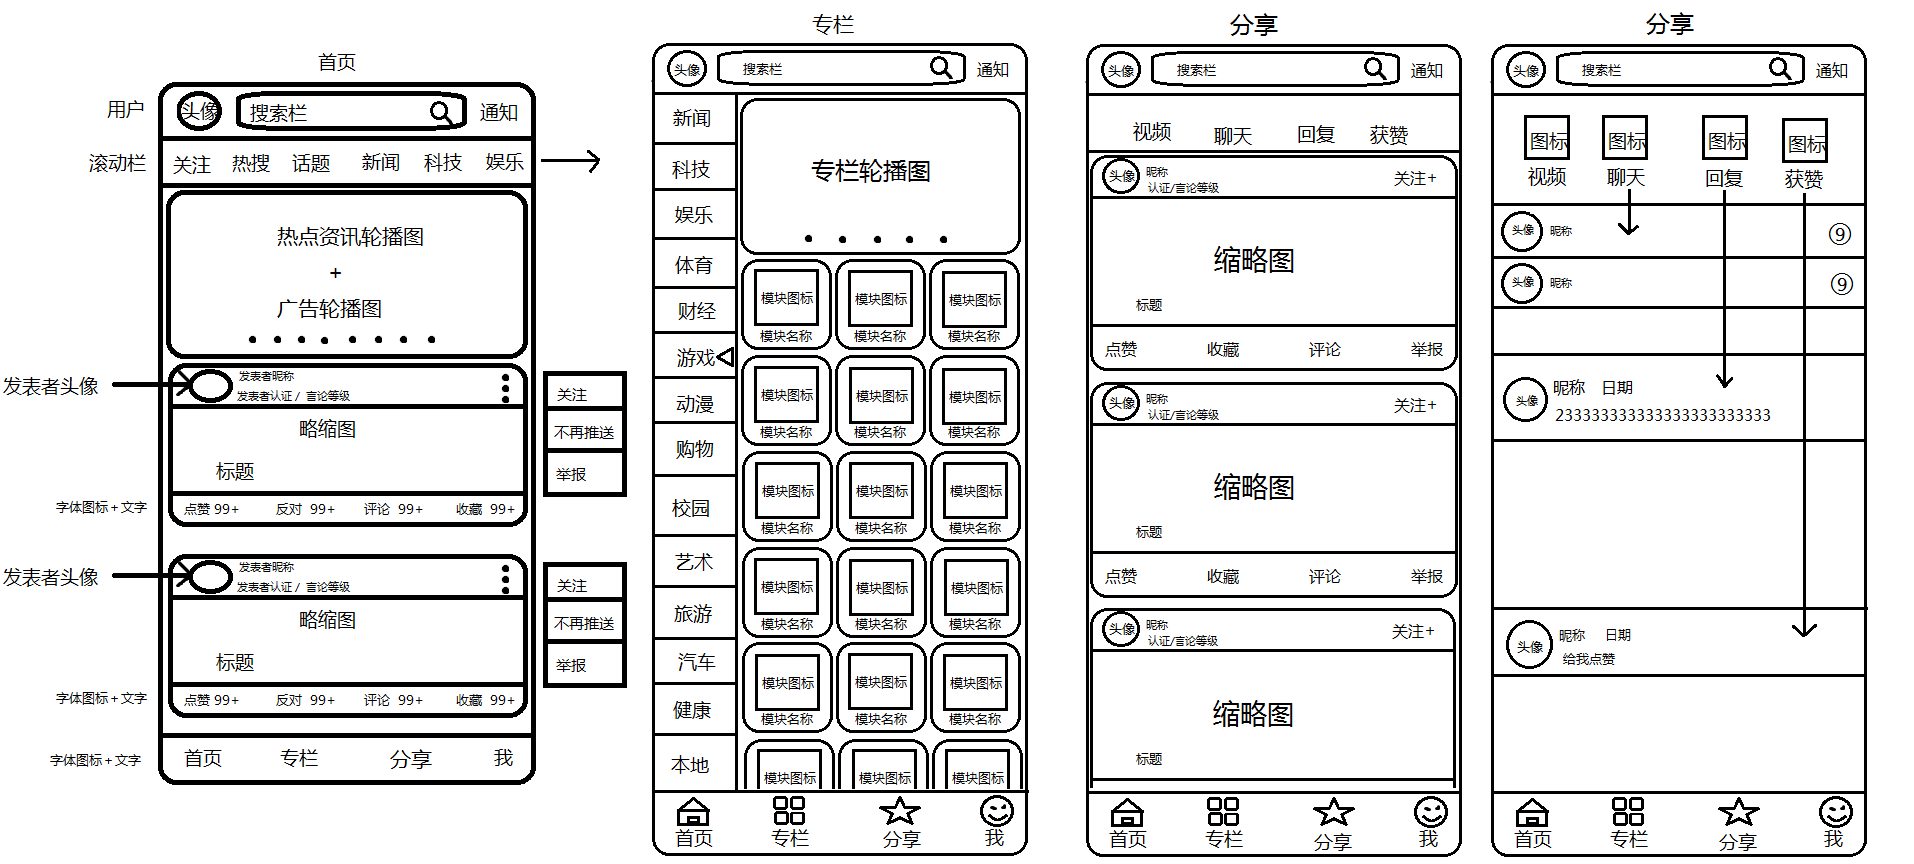 首页
用户
头像
搜索栏
通知
滚动栏
关注 热搜 话题 新闻 科技 娱乐
热点资讯轮播图
+
广告轮播图
发表者头像
发表者昵称
发表者认证 / 言论等级
略缩图
标题
字体图标 + 文字
点赞 99+ 反对 99+ 评论 99+ 收藏 99+
关注
不再推送
举报
发表者头像
发表者昵称
发表者认证 / 言论等级
略缩图
标题
字体图标 + 文字
点赞 99+ 反对 99+ 评论 99+ 收藏 99+
关注
不再推送
举报
字体图标 + 文字
首页 专栏 分享 我
专栏
头像
搜索栏
通知
新闻
科技
娱乐
体育
财经
游戏
动漫
购物
校园
艺术
旅游
汽车
健康
本地
专栏轮播图
模块图标 模块图标 模块图标
模块名称 模块名称 模块名称
模块图标 模块图标 模块图标
模块名称 模块名称 模块名称
模块图标 模块图标 模块图标
模块名称 模块名称 模块名称
模块图标 模块图标 模块图标
模块名称 模块名称 模块名称
模块图标 模块图标 模块图标
模块名称 模块名称 模块名称
模块图标 模块图标 模块图标
首页 专栏 分享 我
分享
头像
搜索栏
通知
视频 聊天 回复 获赞
头像
昵称
认证/言论等级
关注+
缩略图
标题
点赞 收藏 评论 举报
头像
昵称
认证/言论等级
关注+
缩略图
标题
点赞 收藏 评论 举报
头像
昵称
认证/言论等级
关注+
缩略图
标题
首页 专栏 分享 我
分享
头像
搜索栏
通知
图标 图标 图标 图标
视频 聊天 回复 获赞
头像 昵称 ⑨
头像 昵称 ⑨
头像
昵称 日期
233333333333333333333333
头像
昵称 日期
给我点赞
首页 专栏 分享 我